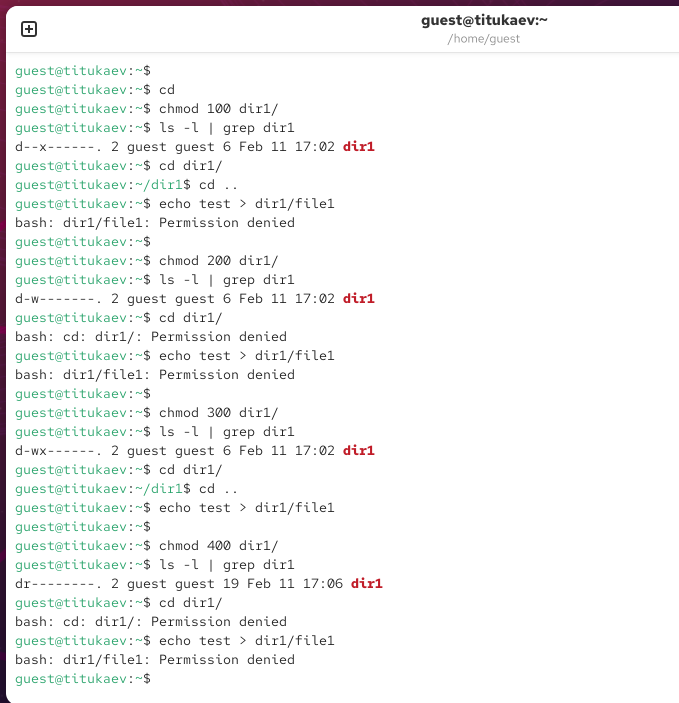 guest@titukaev:~
/home/guest
guest@titukaev:~$
guest@titukaev:~$ cd
guest@titukaev:~$ chmod 100 dir1/
guest@titukaev:~$ ls -l | grep dir1
d--x------. 2 guest guest 6 Feb 11 17:02 dir1
guest@titukaev:~$ cd dir1/
guest@titukaev:~/dir1$ cd ..
guest@titukaev:~$ echo test > dir1/file1
bash: dir1/file1: Permission denied
guest@titukaev:~$
guest@titukaev:~$ chmod 200 dir1/
guest@titukaev:~$ ls -l | grep dir1
d-w-------. 2 guest guest 6 Feb 11 17:02 dir1
guest@titukaev:~$ cd dir1/
bash: cd: dir1/: Permission denied
guest@titukaev:~$ echo test > dir1/file1
bash: dir1/file1: Permission denied
guest@titukaev:~$
guest@titukaev:~$ chmod 300 dir1/
guest@titukaev:~$ ls -l | grep dir1
d-wx------. 2 guest guest 6 Feb 11 17:02 dir1
guest@titukaev:~$ cd dir1/
guest@titukaev:~/dir1$ cd ..
guest@titukaev:~$ echo test > dir1/file1
guest@titukaev:~$
guest@titukaev:~$ chmod 400 dir1/
guest@titukaev:~$ ls -l | grep dir1
dr--------. 2 guest guest 19 Feb 11 17:06 dir1
guest@titukaev:~$ cd dir1/
bash: cd: dir1/: Permission denied
guest@titukaev:~$ echo test > dir1/file1
bash: dir1/file1: Permission denied
guest@titukaev:~$